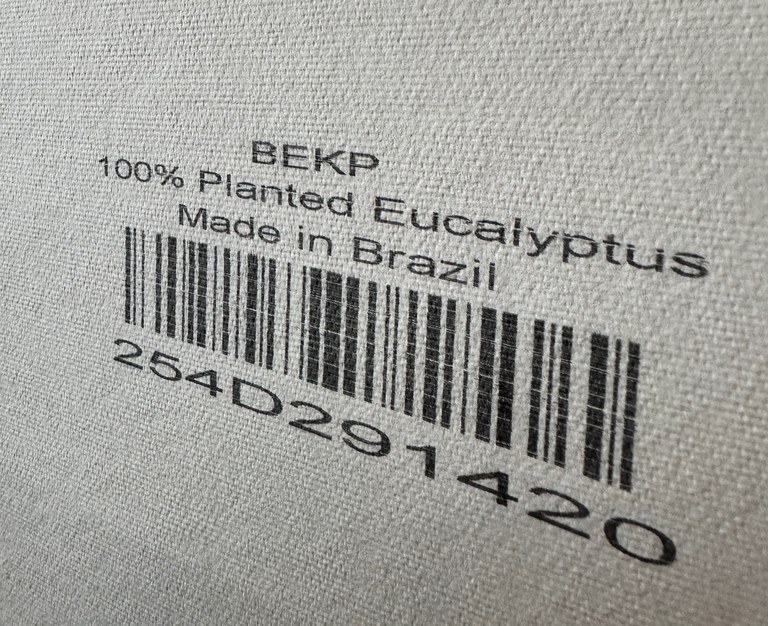 BEKP
100% Planted Eucalyptus
Made in Brazil
254D291420